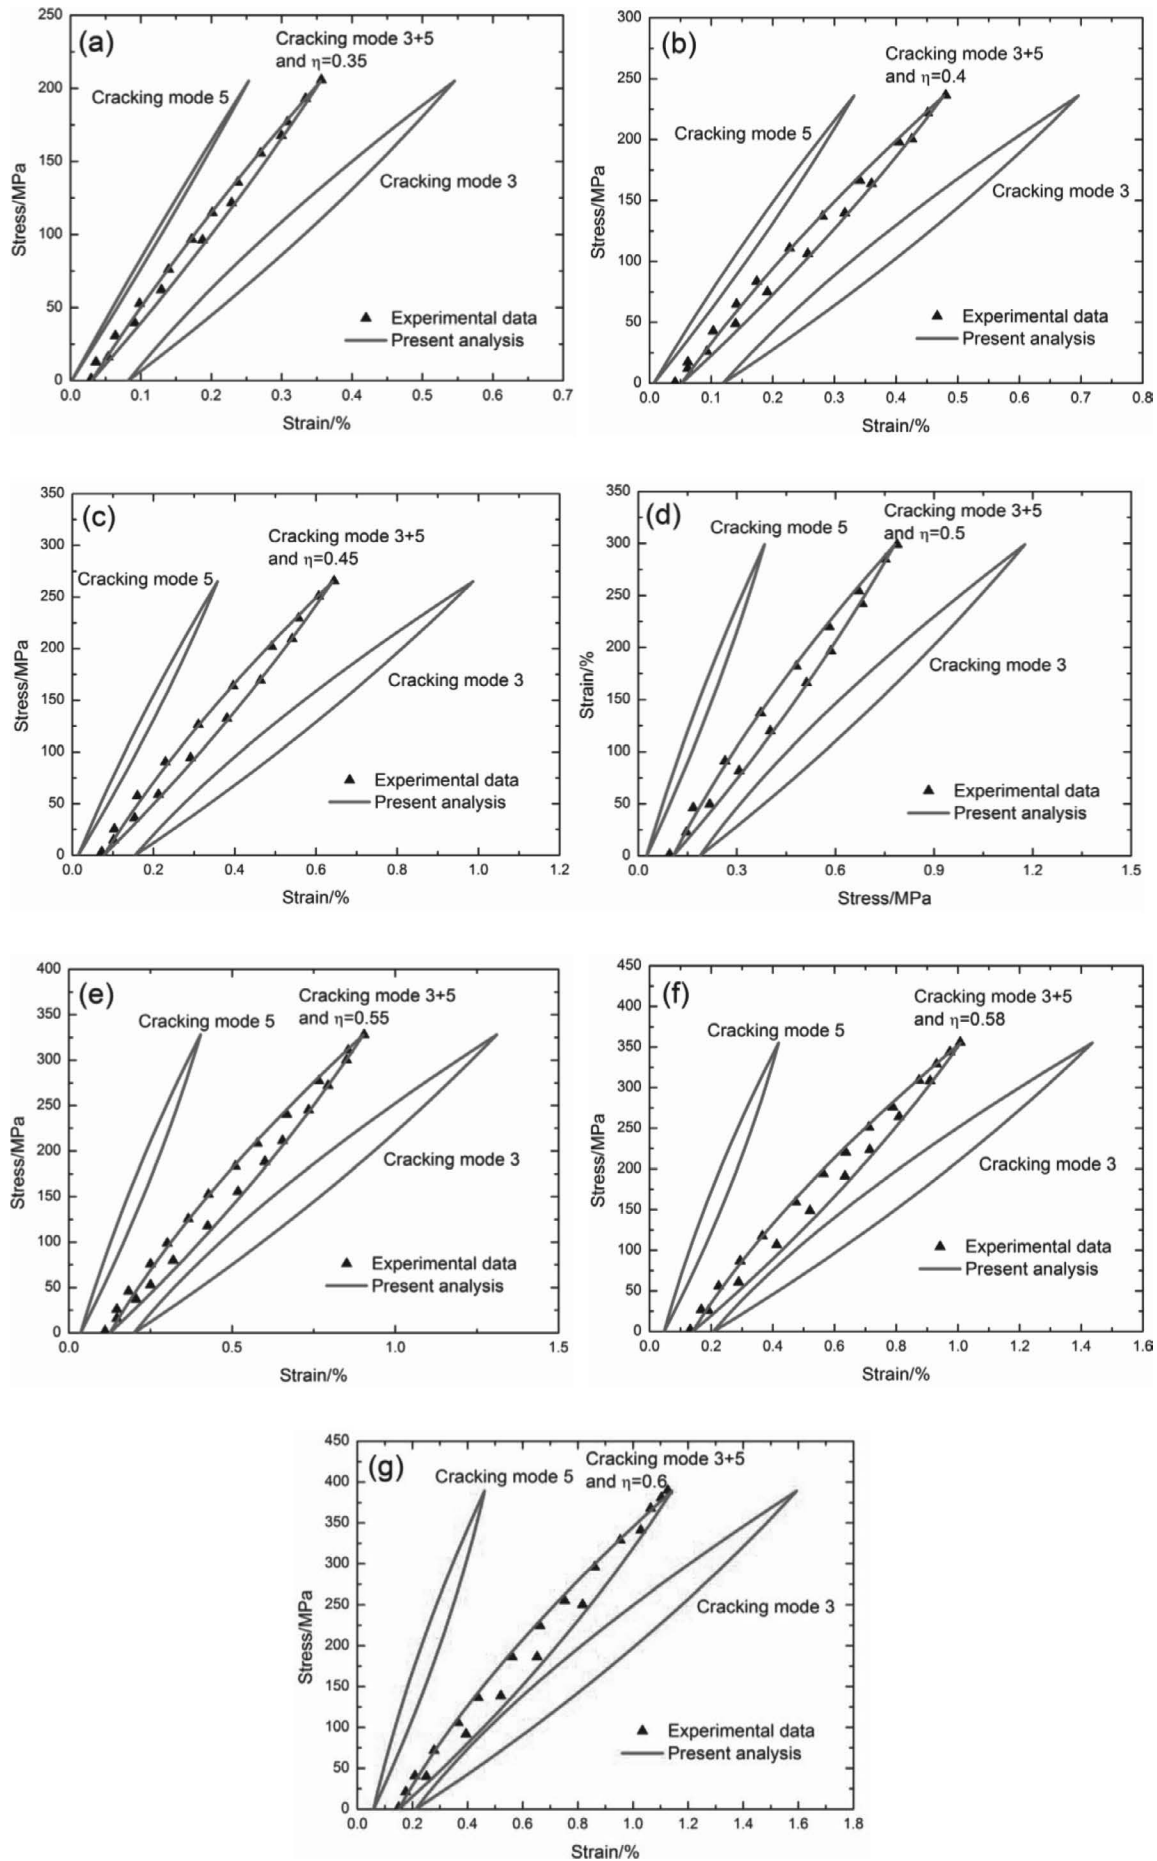 (a)
Cracking mode 3+5
and η=0.35
Cracking mode 5
Cracking mode 3
Experimental data
Present analysis
Stress/MPa
250
200
150
100
50
0
0.0 0.1 0.2 0.3 0.4 0.5 0.6 0.7
Strain/%
(b)
Cracking mode 3+5
and η=0.4
Cracking mode 5
Cracking mode 3
Experimental data
Present analysis
Stress/MPa
300
250
200
150
100
50
0
0.0 0.1 0.2 0.3 0.4 0.5 0.6 0.7 0.8
Strain/%
(c)
Cracking mode 3+5
and η=0.45
Cracking mode 5
Cracking mode 3
Experimental data
Present analysis
Stress/MPa
350
300
250
200
150
100
50
0
0.0 0.2 0.4 0.6 0.8 1.0 1.2
Strain/%
(d)
Cracking mode 3+5
and η=0.5
Cracking mode 5
Cracking mode 3
Experimental data
Present analysis
Strain/%
350
300
250
200
150
100
50
0
0.3 0.6 0.9 1.2 1.5
Stress/MPa
(e)
Cracking mode 3+5
and η=0.55
Cracking mode 5
Cracking mode 3
Experimental data
Present analysis
Stress/MPa
400
350
300
250
200
150
100
50
0
0.0 0.5 1.0 1.5
Strain/%
(f)
Cracking mode 3+5
and η=0.58
Cracking mode 5
Cracking mode 3
Experimental data
Present analysis
Stress/MPa
450
400
350
300
250
200
150
100
50
0
0.0 0.2 0.4 0.6 0.8 1.0 1.2 1.4 1.6
Strain/%
(g)
Cracking mode 3+5
and η=0.6
Cracking mode 5
Cracking mode 3
Experimental data
Present analysis
Stress/MPa
450
400
350
300
250
200
150
100
50
0
0.0 0.2 0.4 0.6 0.8 1.0 1.2 1.4 1.6 1.8
Strain/%